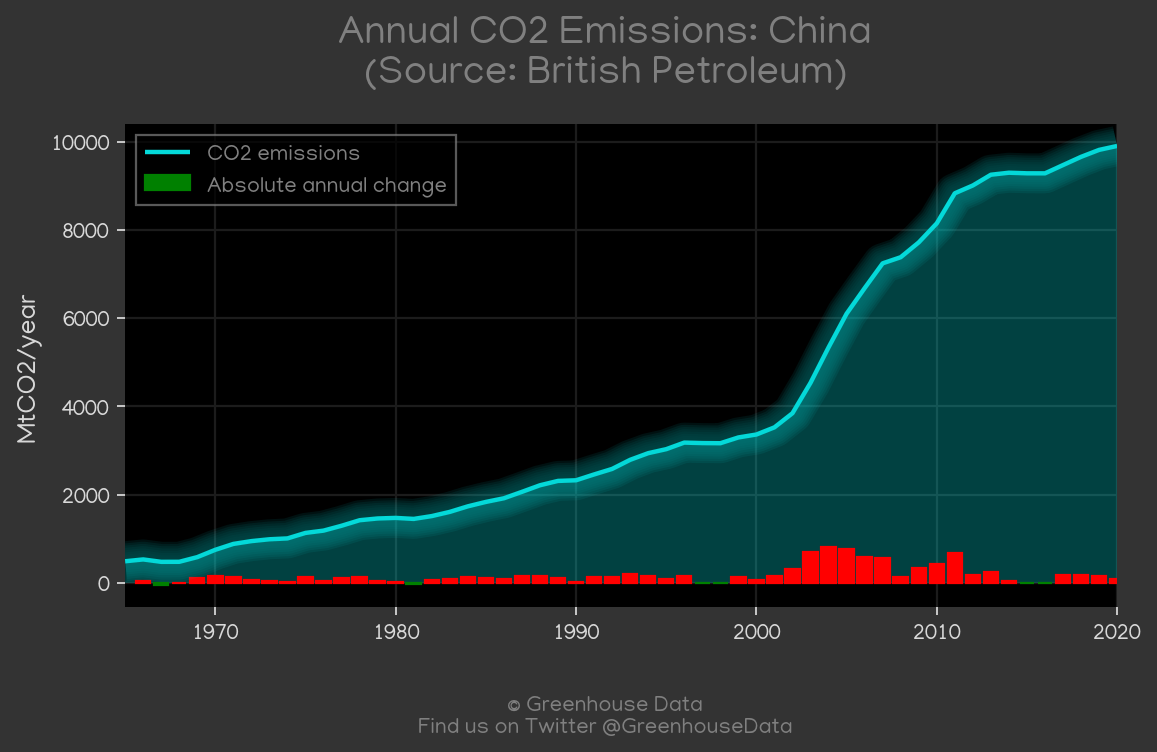 Annual CO2 Emissions: China
(Source: British Petroleum)
CO2 emissions
Absolute annual change
MtCO2/year
10000
8000
6000
4000
2000
0
1970
1980
1990
2000
2010
2020
© Greenhouse Data
Find us on Twitter @GreenhouseData